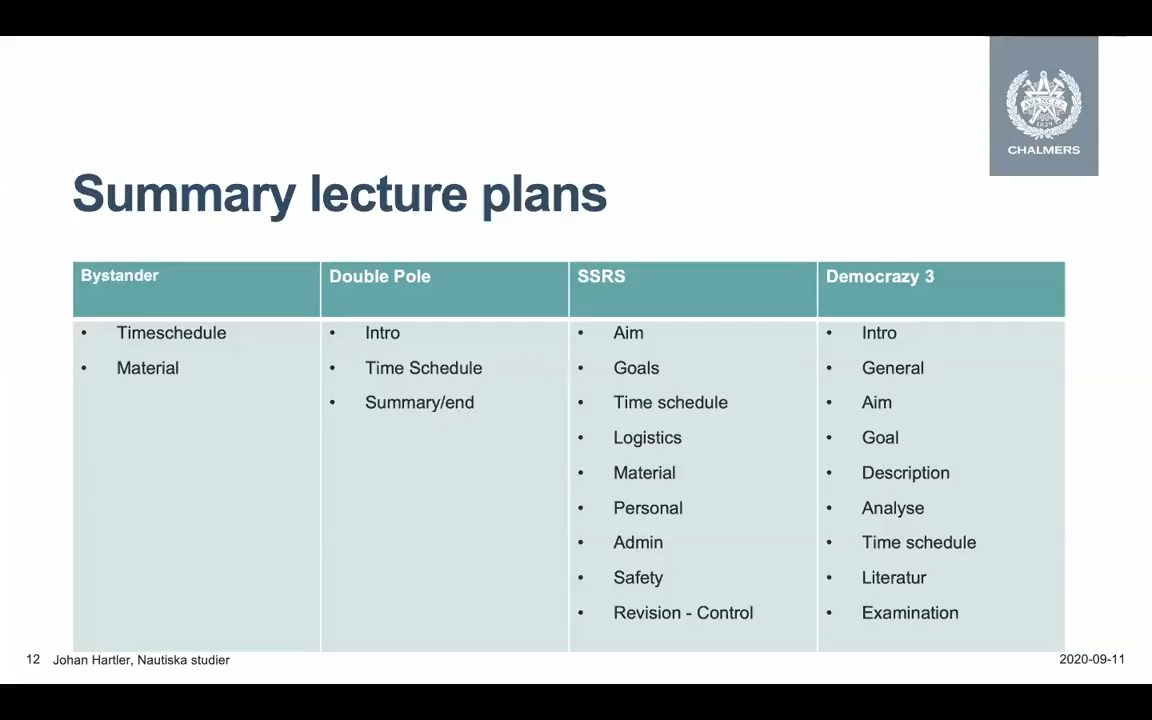 AVANCEZ
1829
CHALMERS
Summary lecture plans
Bystander
Double Pole
SSRS
Democrazy 3
• Timeschedule
• Material
• Intro
• Time Schedule
• Summary/end
• Aim
• Goals
• Time schedule
• Logistics
• Material
• Personal
• Admin
• Safety
• Revision - Control
• Intro
• General
• Aim
• Goal
• Description
• Analyse
• Time schedule
• Literatur
• Examination
12 Johan Hartler, Nautiska studier
2020-09-11